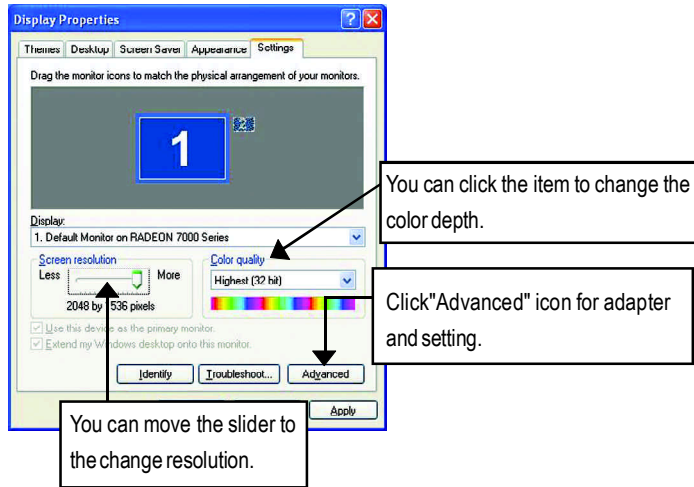 Display Properties
Themes Desktop Screen Saver Appearance Settings
Drag the monitor icons to match the physical arrangement of your monitors.
1
2
Display:
1. Default Monitor on RADEON 7000 Series
Screen resolution
Less More
2048 by 536 pixels
Color quality
Highest (32 bit)
Use this device as the primary monitor.
Extend my Windows desktop onto this monitor.
Identify Troubleshoot... Advanced
Apply
You can click the item to change the
color depth.
Click"Advanced" icon for adapter
and setting.
You can move the slider to
the change resolution.